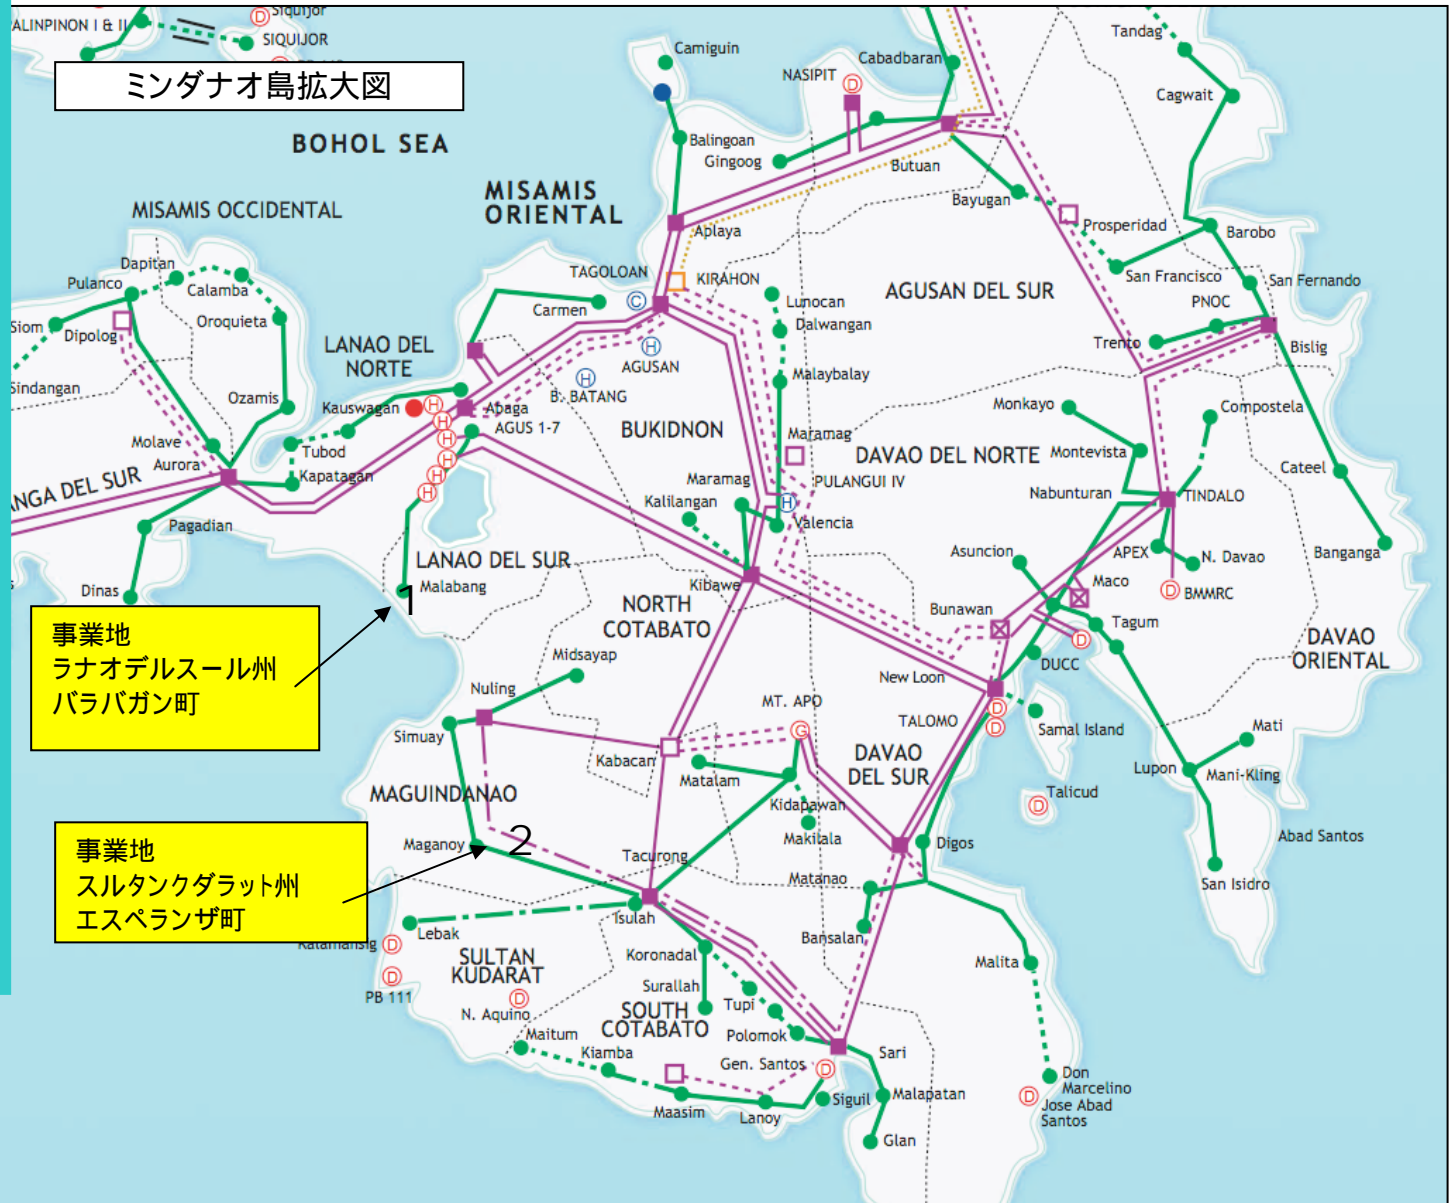 ALINPINON I & II
Siquijor
SIQUIJOR
ミンダナオ島拡大図
BOHOL SEA
MISAMIS OCCIDENTAL
MISAMIS
ORIENTAL
Camiguin
NASIPIT
D
Cabadbaran
Tandag
Cagwait
Balingoan
Gingoog
Butuan
Bayugan
Prosperidad
Barobo
San Francisco
San Fernando
PNOC
Trento
Bislig
Aplaya
TAGOLOAN
KIRAHON
C
Carmen
Lunocan
Dalwangan
AGUSAN DEL SUR
Dapitan
Pulanco
Calamba
Siom
Dipolog
Oroquieta
Sindangan
LANAO DEL
NORTE
H
AGUSAN
H
B. BATANG
Malaybalay
Ozamis
Kauswagan
H
Abaga
H
AGUS 1-7
H
H
H
H
BUKIDNON
Maramag
Monkayo
Compostela
Molave
Aurora
Tubod
Kapatagan
DAVAO DEL NORTE
Montevista
PULANGUI IV
H
Maramag
Kalilangan
Valencia
Nabunturan
TINDALO
Cateel
ANGA DEL SUR
Pagadian
LANAO DEL SUR
Malabang
Kibawe
Asuncion
APEX
N. Davao
Banganga
Dinas
1
事業地
ラナオデルスール州
バラバガン町
NORTH
COTABATO
Bunawan
Maco
D
BMMRC
Tagum
D
DAVAO
ORIENTAL
Midsayap
DUCC
New Loon
Nuling
Simuay
MT. APO
G
TALOMO
D
D
Samal Island
Mati
Kabacan
Matalam
DAVAO
DEL SUR
Lupon
Mani-Kling
MAGUINDANAO
Kidapawan
Makilala
D
Talicud
Abad Santos
Maganoy
2
事業地
スルタンクダラット州
エスペランザ町
Tacurong
Matanao
Digos
San Isidro
Isulah
Lebak
Kalamansig
D
SULTAN
KUDARAT
Koronadal
Bansalan
Malita
D
PB 111
Surallah
D
N. Aquino
Tupi
SOUTH
COTABATO
Polomok
Maitum
Kiamba
Gen. Santos
D
Sari
Don
Marcelino
D
Jose Abad
Santos
Maasim
Lanoy
Siguil
Malapatan
Glan